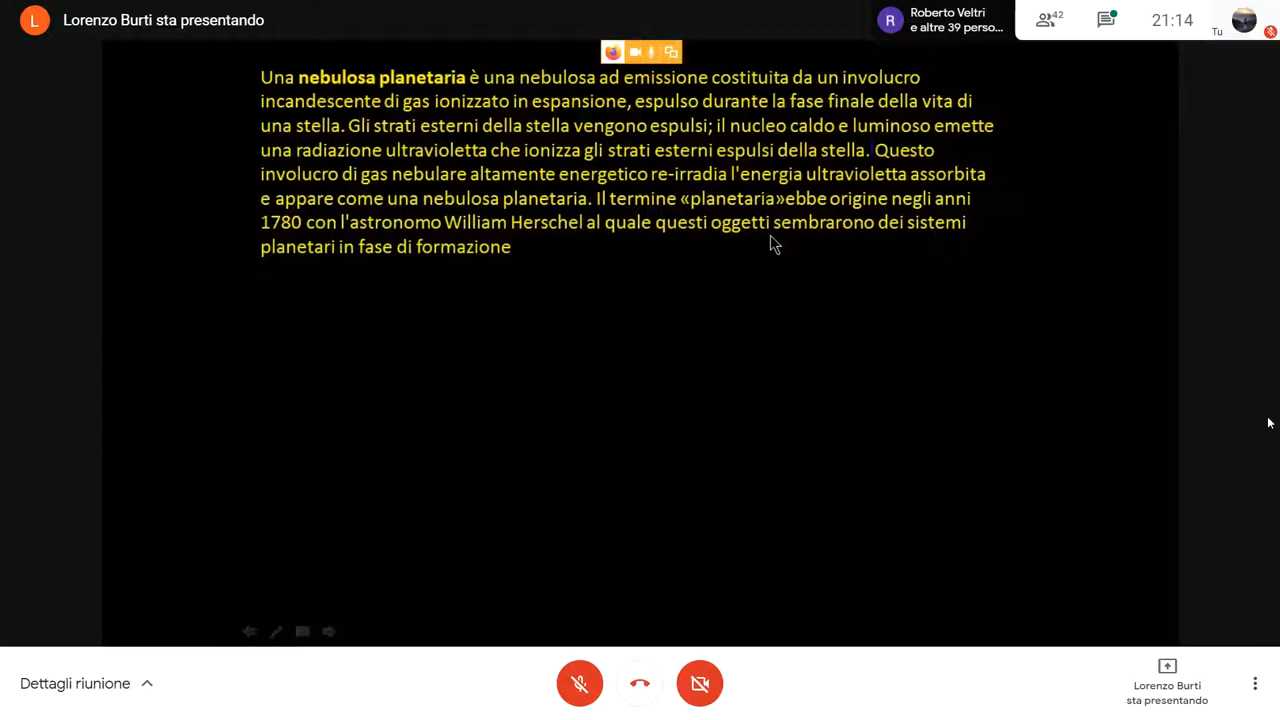 L
Lorenzo Burti sta presentando
R
Roberto Veltri
e altre 39 perso...
42
21:14
Tu
Una nebulosa planetaria è una nebulosa ad emissione costituita da un involucro
incandescente di gas ionizzato in espansione, espulso durante la fase finale della vita di
una stella. Gli strati esterni della stella vengono espulsi; il nucleo caldo e luminoso emette
una radiazione ultravioletta che ionizza gli strati esterni espulsi della stella. Questo
involucro di gas nebulare altamente energetico re-irradia l'energia ultravioletta assorbita
e appare come una nebulosa planetaria. Il termine «planetaria»ebbe origine negli anni
1780 con l'astronomo William Herschel al quale questi oggetti sembrarono dei sistemi
planetari in fase di formazione
Dettagli riunione
Lorenzo Burti
sta presentando